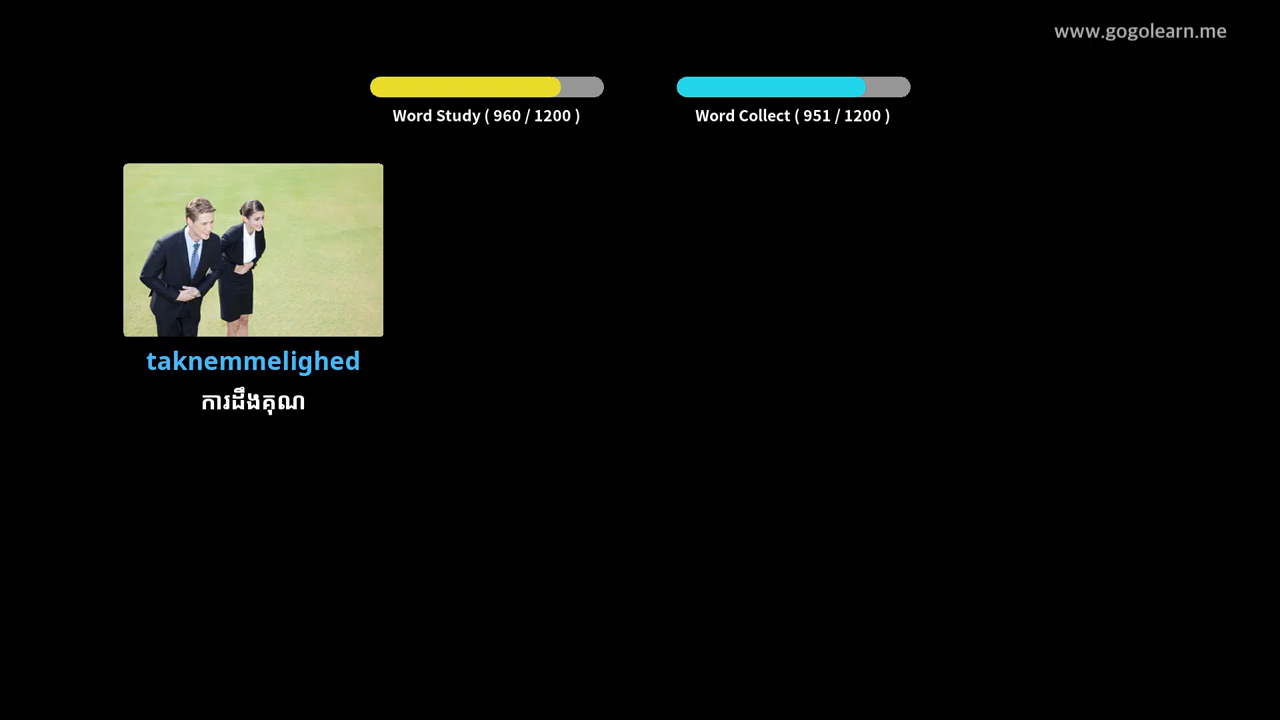 www.gogolearn.me
Word Study ( 960 / 1200 )
Word Collect ( 951 / 1200 )
taknemmelighed
ការដឹងគុណ